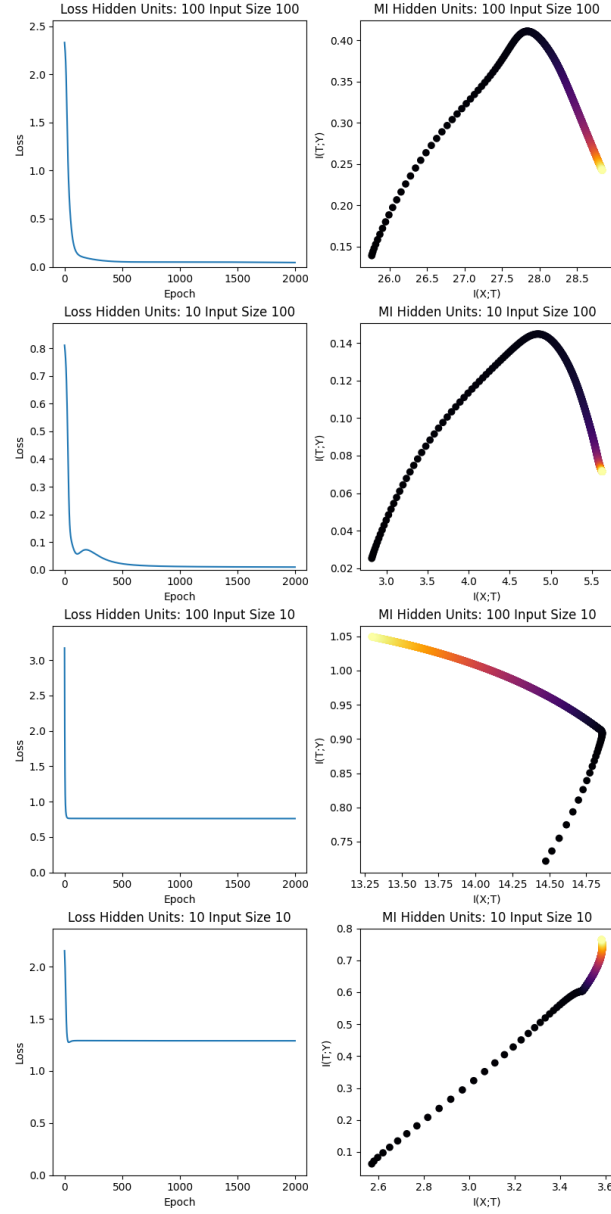 Loss Hidden Units: 100 Input Size 100
2.5
2.0
1.5
1.0
0.5
0.0
Loss
0 500 1000 1500 2000
Epoch
MI Hidden Units: 100 Input Size 100
0.40
0.35
0.30
0.25
0.20
0.15
I(T;Y)
26.0 26.5 27.0 27.5 28.0 28.5
I(X;T)
Loss Hidden Units: 10 Input Size 100
0.8
0.7
0.6
0.5
0.4
0.3
0.2
0.1
0.0
Loss
0 500 1000 1500 2000
Epoch
MI Hidden Units: 10 Input Size 100
0.14
0.12
0.10
0.08
0.06
0.04
0.02
I(T;Y)
3.0 3.5 4.0 4.5 5.0 5.5
I(X;T)
Loss Hidden Units: 100 Input Size 10
3.0
2.5
2.0
1.5
1.0
0.5
0.0
Loss
0 500 1000 1500 2000
Epoch
MI Hidden Units: 100 Input Size 10
1.05
1.00
0.95
0.90
0.85
0.80
0.75
I(T;Y)
13.25 13.50 13.75 14.00 14.25 14.50 14.75
I(X;T)
Loss Hidden Units: 10 Input Size 10
2.0
1.5
1.0
0.5
0.0
Loss
0 500 1000 1500 2000
Epoch
MI Hidden Units: 10 Input Size 10
0.8
0.7
0.6
0.5
0.4
0.3
0.2
0.1
I(T;Y)
2.6 2.8 3.0 3.2 3.4 3.6
I(X;T)